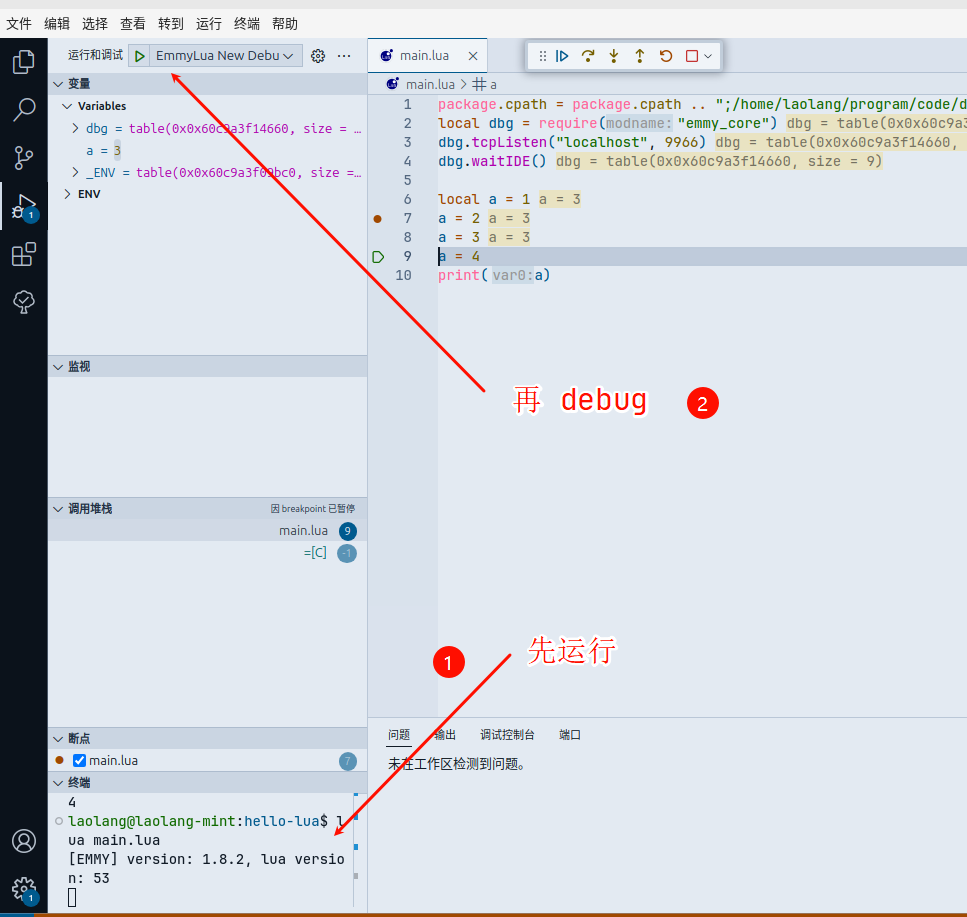 文件 编辑 选择 查看 转到 运行 终端 帮助
运行和调试 EmmyLua New Debu
变量
Variables
dbg = table(0x0x60c9a3f14660, size = …
a = 3
_ENV = table(0x0x60c9a3f09bc0, size =…
ENV
监视
调用堆栈 因 breakpoint 已暂停
main.lua 9
=[C] -1
断点
main.lua 7
终端
4
laolang@laolang-mint:hello-lua$ l
ua main.lua
[EMMY] version: 1.8.2, lua versio
n: 53
1
1
main.lua
main.lua > a
1 package.cpath = package.cpath .. ";/home/laolang/program/code/d
2 local dbg = require(modname:"emmy_core") dbg = table(0x0x60c9a3
3 dbg.tcpListen("localhost", 9966) dbg = table(0x0x60c9a3f14660,
4 dbg.waitIDE() dbg = table(0x0x60c9a3f14660, size = 9)
5
6 local a = 1 a = 3
7 a = 2 a = 3
8 a = 3 a = 3
9 a = 4
10 print(var0:a)
再 debug 2
1 先运行
问题 输出 调试控制台 端口
未在工作区检测到问题。